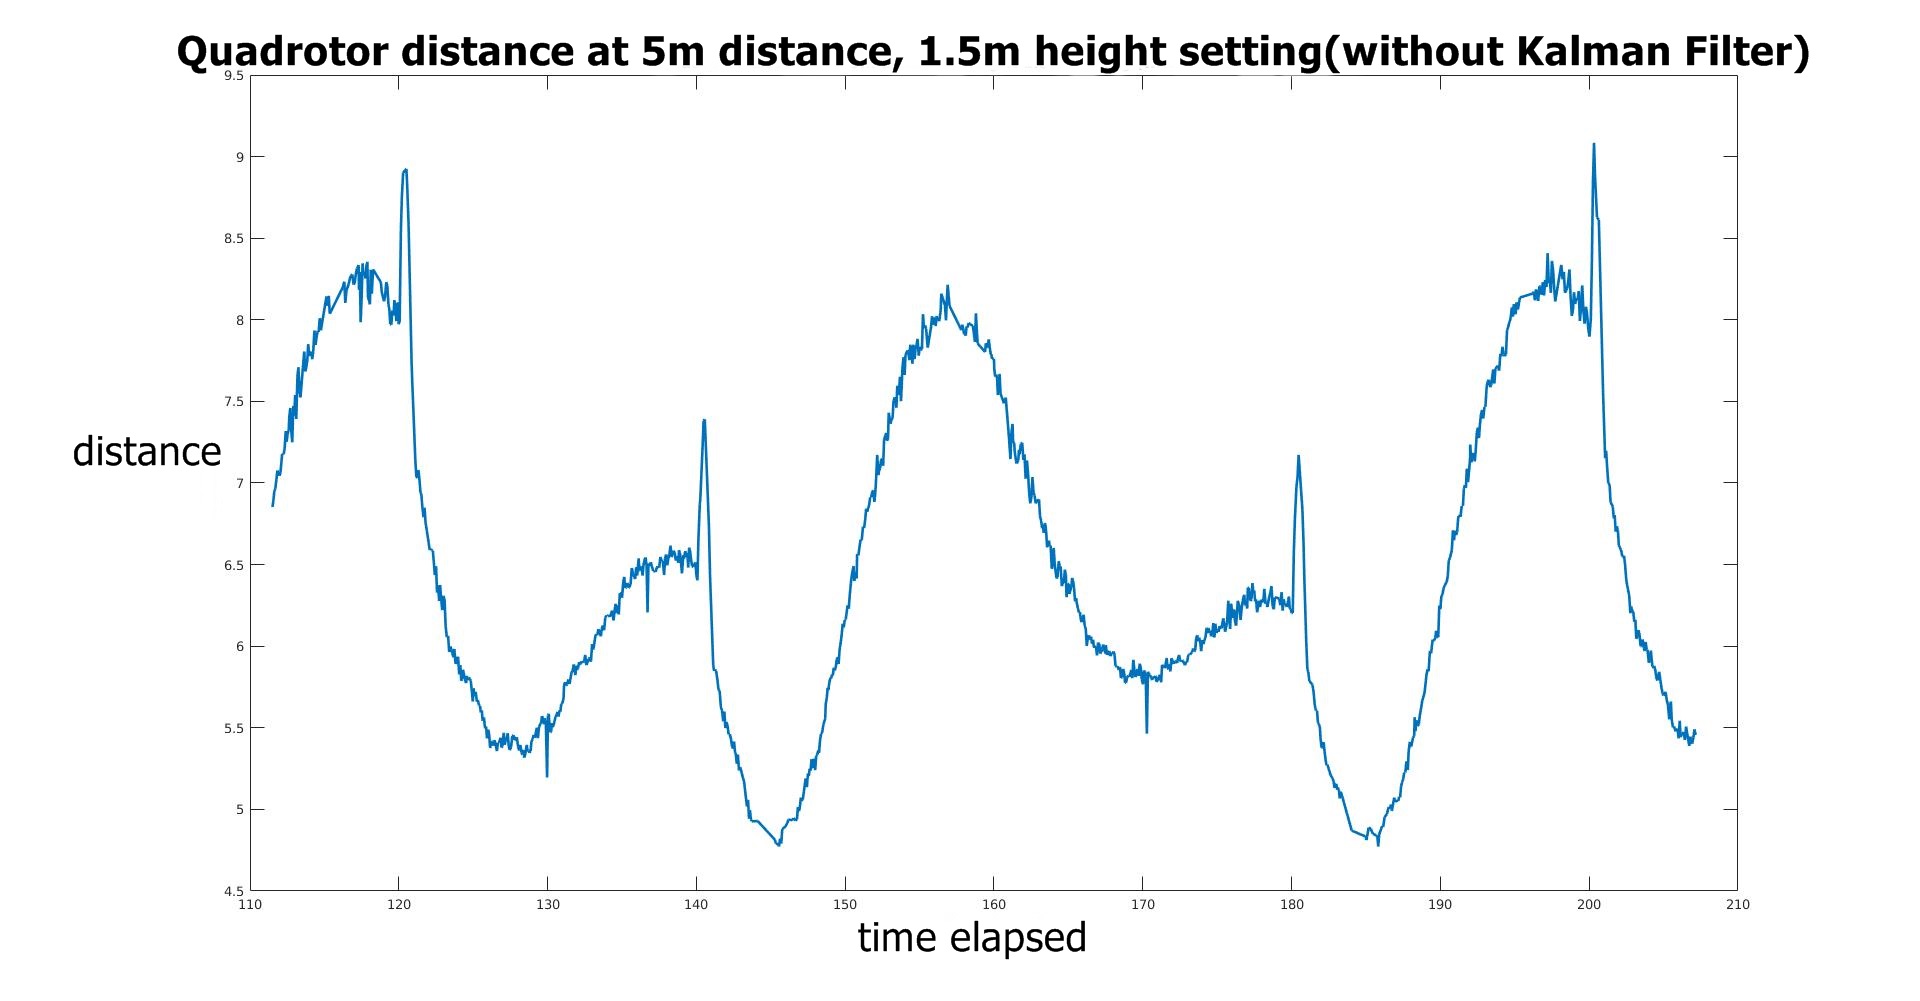 Quadrotor distance at 5m distance, 1.5m height setting(without Kalman Filter)
9.5
9
8.5
8
7.5
distance
7
6.5
6
5.5
5
4.5
110 120 130 140 150 160 170 180 190 200 210
time elapsed